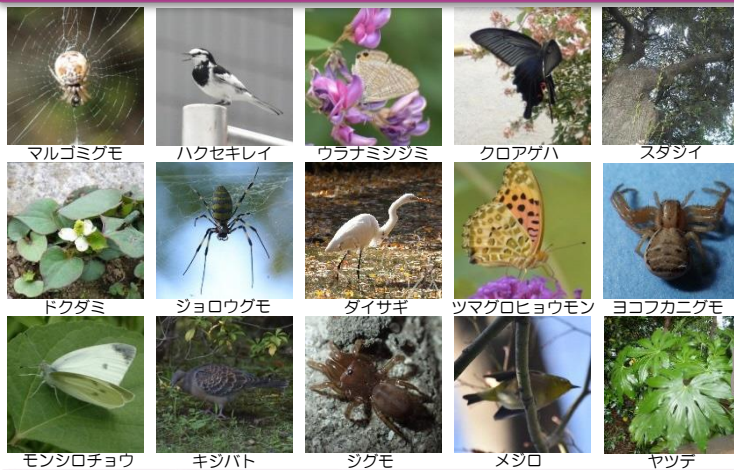 マルゴミグモ
ハクセキレイ
ウラナミシジミ
クロアゲハ
スダジイ
ドクダミ
ジョロウグモ
ダイサギ
ツマグロヒョウモン
ヨコフカニグモ
モンシロチョウ
キジバト
ジグモ
メジロ
ヤツデ